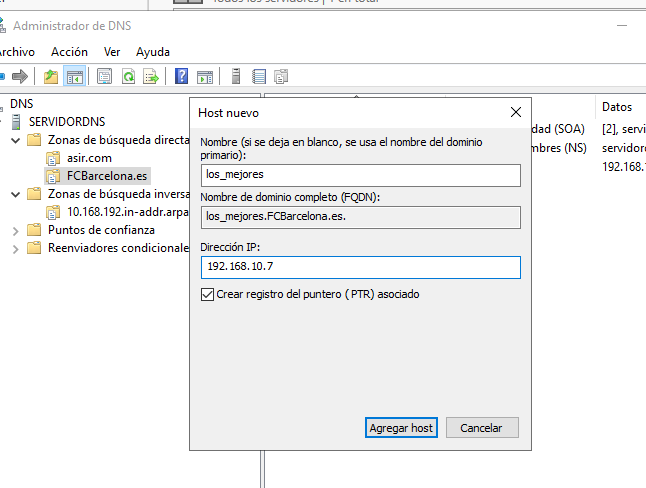 Todos los servidores | 1 en total
Administrador de DNS
Archivo Acción Ver Ayuda
DNS
SERVIDORDNS
Zonas de búsqueda directa
asir.com
FCBarcelona.es
Zonas de búsqueda inversa
10.168.192.in-addr.arpa
Puntos de confianza
Reenviadores condicionale
Datos
dad (SOA) [2], servi
mbres (NS) servidor
192.168.1
Host nuevo
Nombre (si se deja en blanco, se usa el nombre del dominio
primario):
los_mejores
Nombre de dominio completo (FQDN):
los_mejores.FCBarcelona.es.
Dirección IP:
192.168.10.7
Crear registro del puntero (PTR) asociado
Agregar host Cancelar